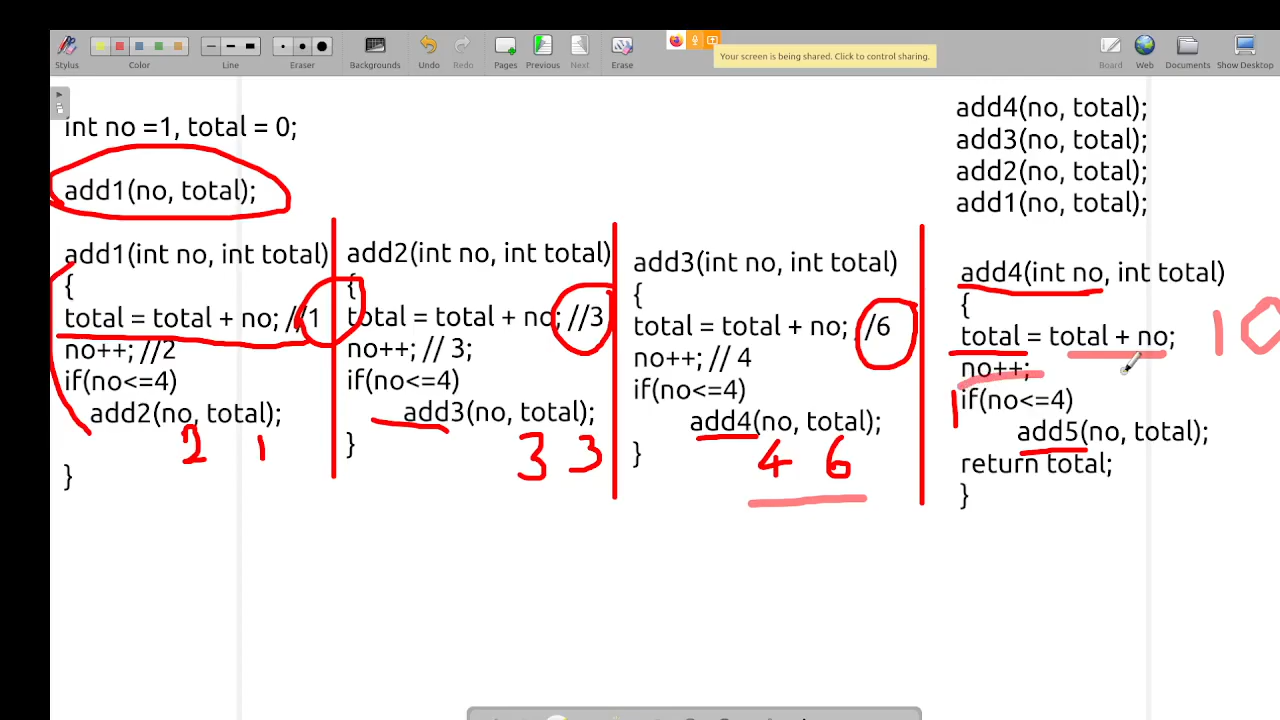 Stylus
Color
Line
Eraser
Backgrounds
Undo
Redo
Pages
Previous
Next
Erase
Your screen is being shared. Click to control sharing.
Board
Web
Documents
Show Desktop
int no =1, total = 0;
add1(no, total);
add4(no, total);
add3(no, total);
add2(no, total);
add1(no, total);
add1(int no, int total)
{
total = total + no; //1
no++; //2
if(no<=4)
add2(no, total);
2 1
}
add2(int no, int total)
{
total = total + no; //3
no++; // 3;
if(no<=4)
add3(no, total);
3 3
}
add3(int no, int total)
{
total = total + no; //6
no++; // 4
if(no<=4)
add4(no, total);
4 6
}
add4(int no, int total)
{
total = total + no; 10
no++;
if(no<=4)
add5(no, total);
return total;
}